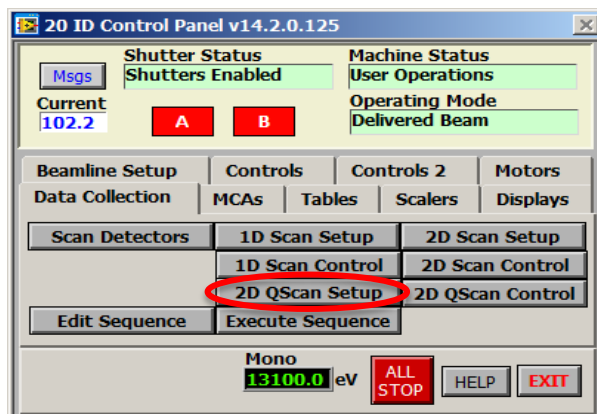 20 ID Control Panel v14.2.0.125
Shutter Status Machine Status
Msgs Shutters Enabled User Operations
Current Operating Mode
102.2 A B Delivered Beam
Beamline Setup Controls Controls 2 Motors
Data Collection MCAs Tables Scalers Displays
Scan Detectors 1D Scan Setup 2D Scan Setup
1D Scan Control 2D Scan Control
2D QScan Setup 2D QScan Control
Edit Sequence Execute Sequence
Mono
13100.0 eV ALL STOP HELP EXIT